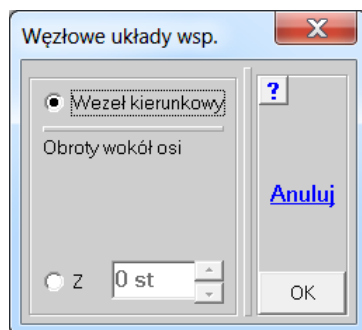 Węzłowe układy wsp.
X
Wezeł kierunkowy
?
Obroty wokół osi
Anuluj
Z 0 st
OK